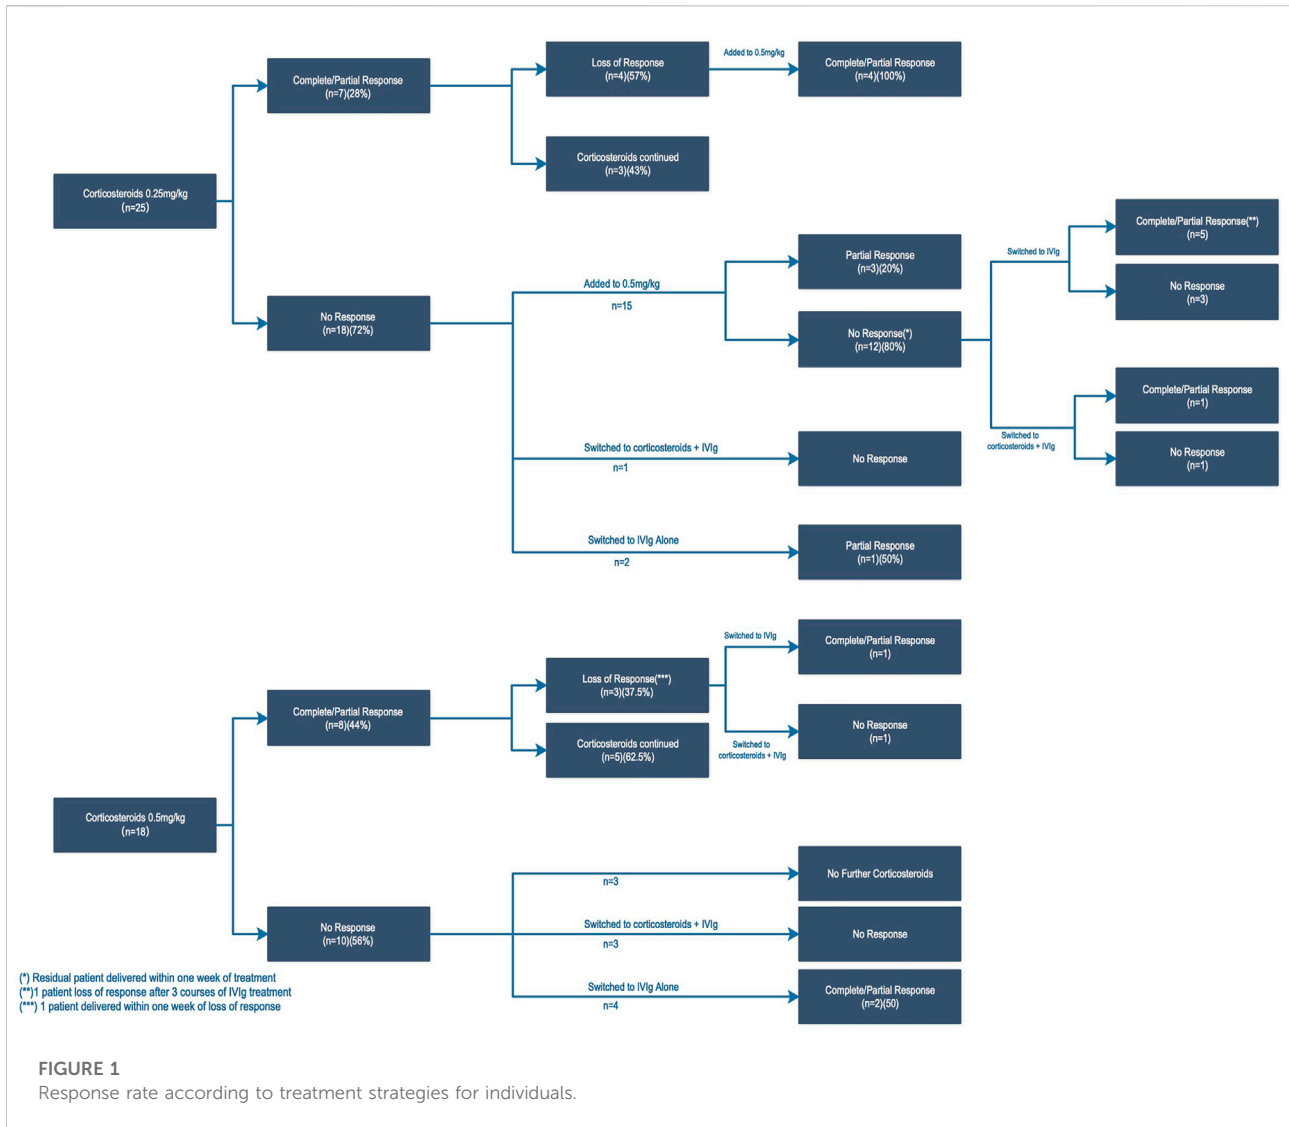 Corticosteroids 0.25mg/kg
(n=25)
Complete/Partial Response
(n=7)(28%)
Loss of Response
(n=4)(57%)
Added to 0.5mg/kg
Complete/Partial Response
(n=4)(100%)
Corticosteroids continued
(n=3)(43%)
No Response
(n=18)(72%)
Added to 0.5mg/kg
n=15
Partial Response
(n=3)(20%)
No Response(*)
(n=12)(80%)
Switched to IVIg
Complete/Partial Response(**)
(n=5)
No Response
(n=3)
Switched to
corticosteroids + IVIg
Complete/Partial Response
(n=1)
No Response
(n=1)
Switched to corticosteroids + IVIg
n=1
No Response
Switched to IVIg Alone
n=2
Partial Response
(n=1)(50%)
Corticosteroids 0.5mg/kg
(n=18)
Complete/Partial Response
(n=8)(44%)
Loss of Response(***)
(n=3)(37.5%)
Switched to IVIg
Complete/Partial Response
(n=1)
Switched to
corticosteroids + IVIg
No Response
(n=1)
Corticosteroids continued
(n=5)(62.5%)
No Response
(n=10)(56%)
n=3
No Further Corticosteroids
Switched to corticosteroids + IVIg
n=3
No Response
Switched to IVIg Alone
n=4
Complete/Partial Response
(n=2)(50)
(*) Residual patient delivered within one week of treatment
(**)1 patient loss of response after 3 courses of IVIg treatment
(***) 1 patient delivered within one week of loss of response
FIGURE 1
Response rate according to treatment strategies for individuals.